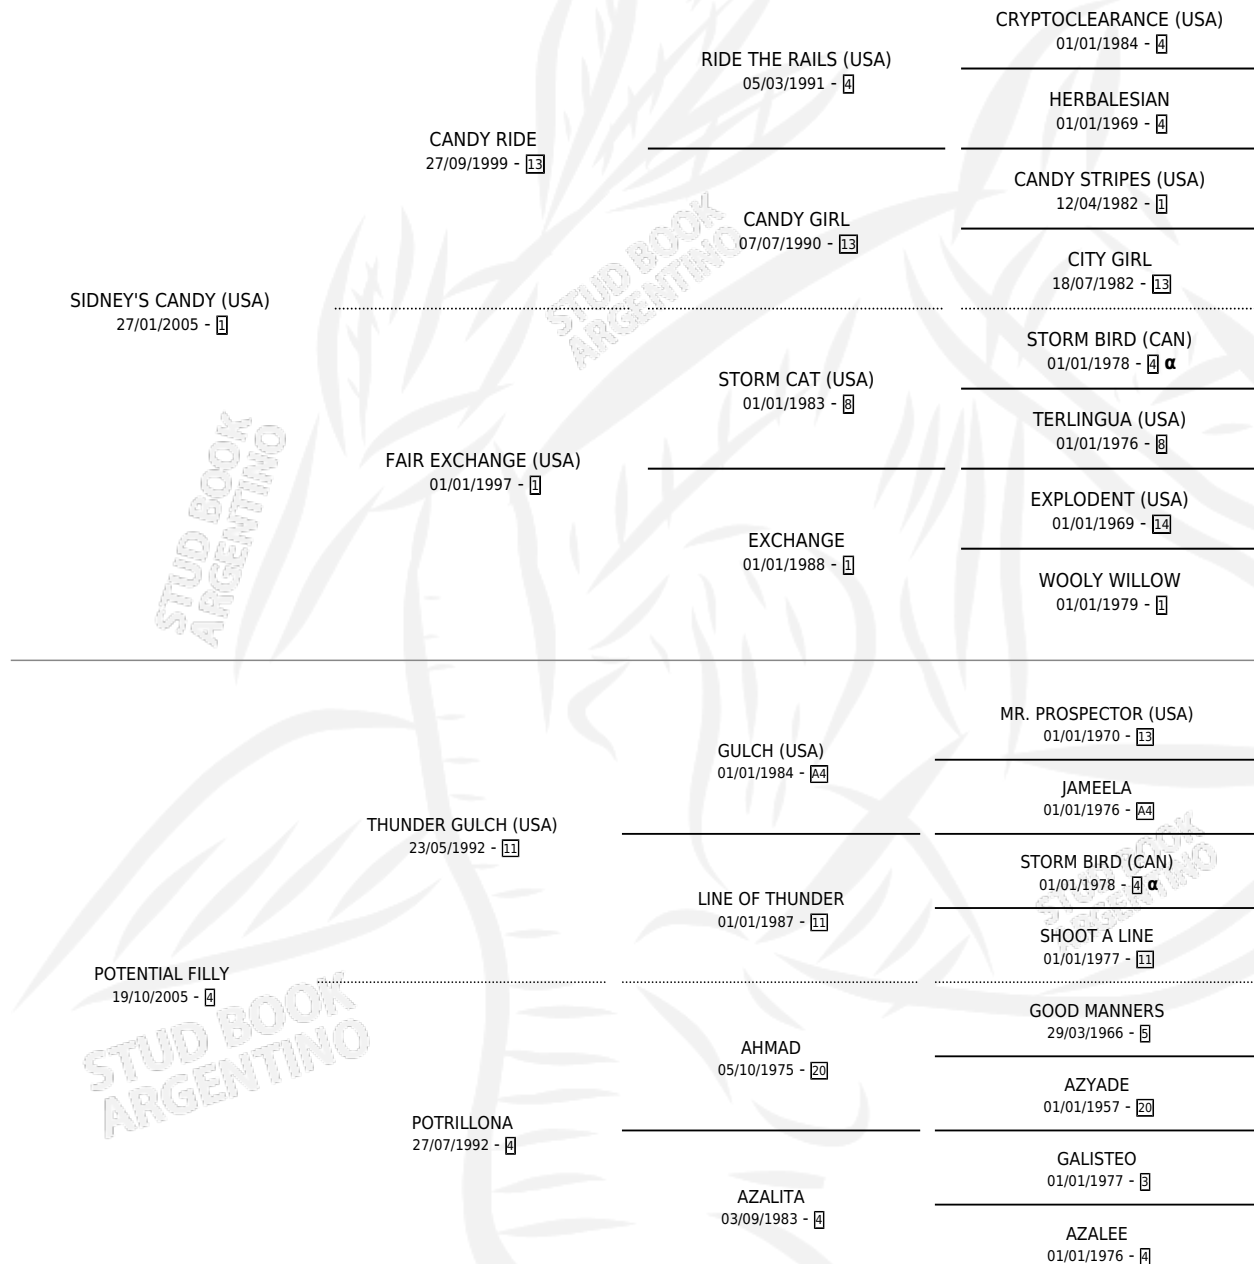 CRYPTOCLEARANCE (USA)
01/01/1984 - 4
RIDE THE RAILS (USA)
05/03/1991 - 4
HERBALESIAN
01/01/1969 - 4
CANDY RIDE
27/09/1999 - 13
CANDY STRIPES (USA)
12/04/1982 - 1
CANDY GIRL
07/07/1990 - 13
CITY GIRL
18/07/1982 - 13
SIDNEY'S CANDY (USA)
27/01/2005 - 1
STORM BIRD (CAN)
01/01/1978 - 4 α
STORM CAT (USA)
01/01/1983 - 8
TERLINGUA (USA)
01/01/1976 - 8
FAIR EXCHANGE (USA)
01/01/1997 - 1
EXPLODENT (USA)
01/01/1969 - 14
EXCHANGE
01/01/1988 - 1
WOOLY WILLOW
01/01/1979 - 1
MR. PROSPECTOR (USA)
01/01/1970 - 13
GULCH (USA)
01/01/1984 - A4
JAMEELA
01/01/1976 - A4
THUNDER GULCH (USA)
23/05/1992 - 11
STORM BIRD (CAN)
01/01/1978 - 4 α
LINE OF THUNDER
01/01/1987 - 11
SHOOT A LINE
01/01/1977 - 11
POTENTIAL FILLY
19/10/2005 - 4
GOOD MANNERS
29/03/1966 - 5
AHMAD
05/10/1975 - 20
AZYADE
01/01/1957 - 20
POTRILLONA
27/07/1992 - 4
GALISTEO
01/01/1977 - 3
AZALITA
03/09/1983 - 4
AZALEE
01/01/1976 - 4
STUD BOOK
ARGENTINO
STUD BOOK
ARGENTINO
STUD BOOK
ARGENTINO
STUD BOOK
ARGENTINO